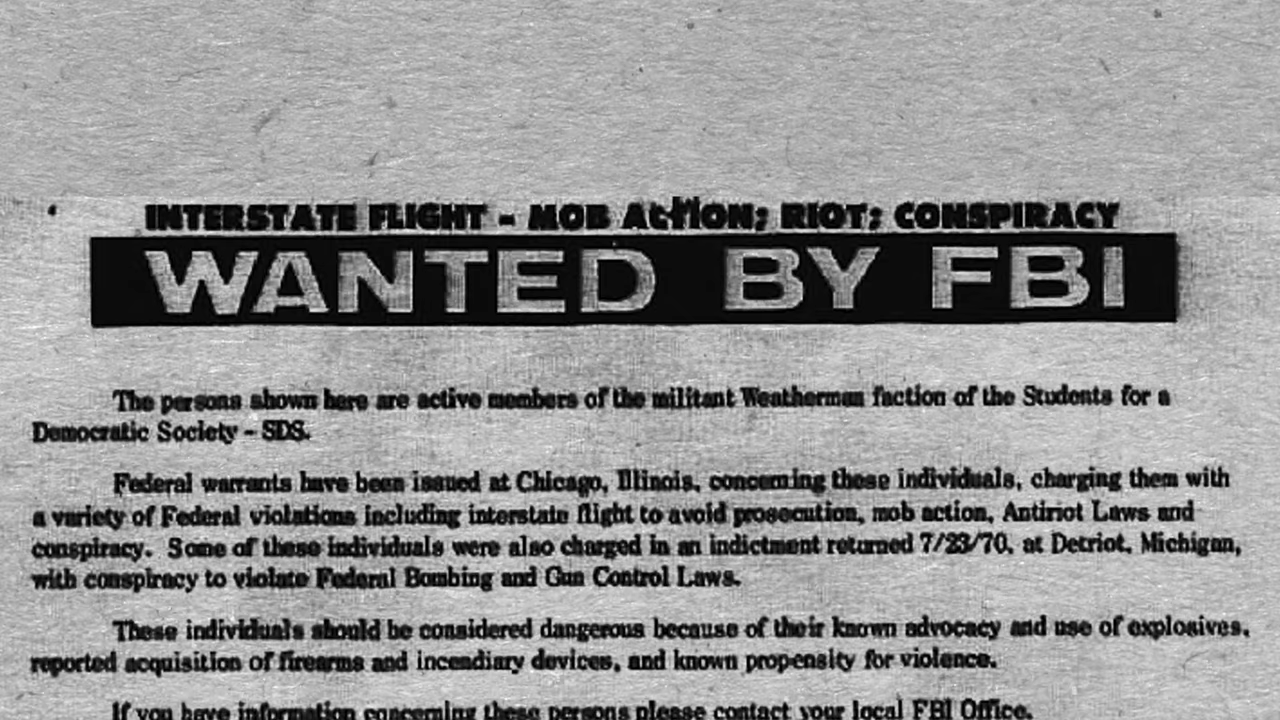 INTERSTATE FLIGHT - MOB ACTION; RIOT; CONSPIRACY
WANTED BY FBI
The persons shown here are active members of the militant Weatherman faction of the Students for a
Democratic Society - SDS.
Federal warrants have been issued at Chicago, Illinois, concerning these individuals, charging them with
a variety of Federal violations including interstate flight to avoid prosecution, mob action, Antiriot Laws and
conspiracy. Some of these individuals were also charged in an indictment returned 7/23/70, at Detriot, Michigan,
with conspiracy to violate Federal Bombing and Gun Control Laws.
These individuals should be considered dangerous because of their known advocacy and use of explosives,
reported acquisition of firearms and incendiary devices, and known propensity for violence.
If you have information concerning these persons please contact your local FBI Office.